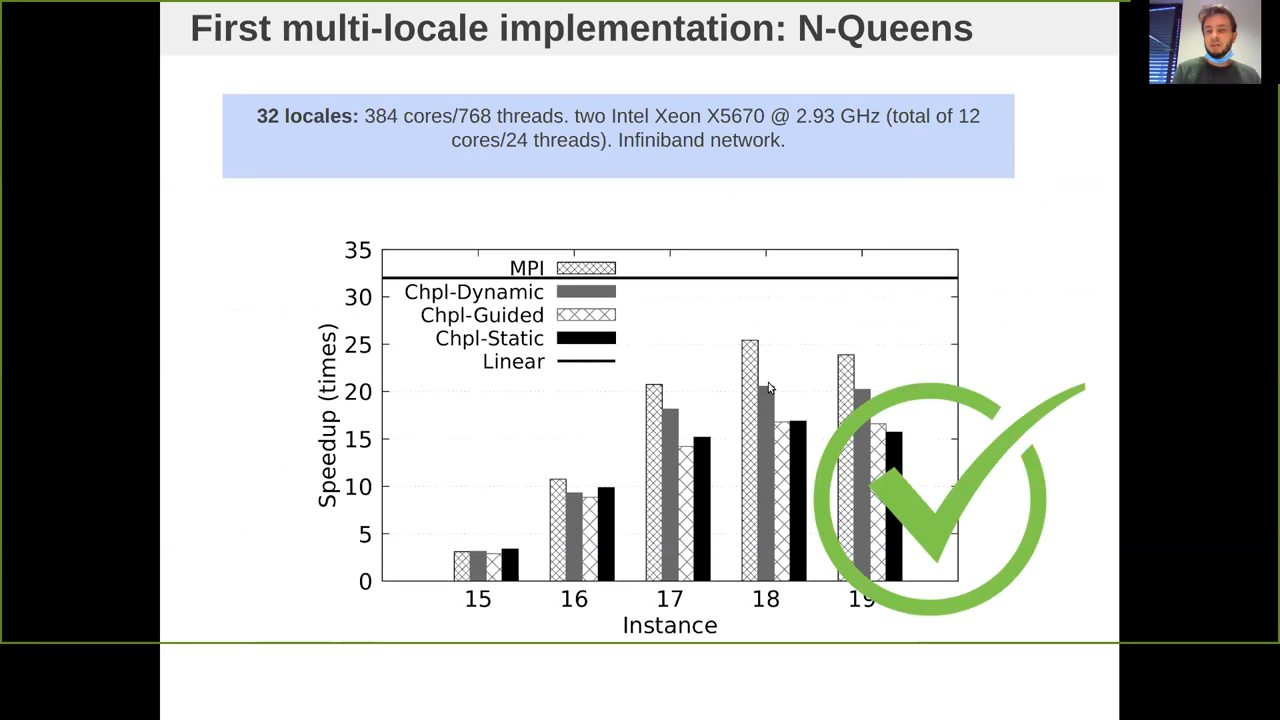 First multi-locale implementation: N-Queens
32 locales: 384 cores/768 threads. two Intel Xeon X5670 @ 2.93 GHz (total of 12
cores/24 threads). Infiniband network.
35
30
25
20
15
10
5
0
Speedup (times)
MPI
Chpl-Dynamic
Chpl-Guided
Chpl-Static
Linear
15 16 17 18 19
Instance